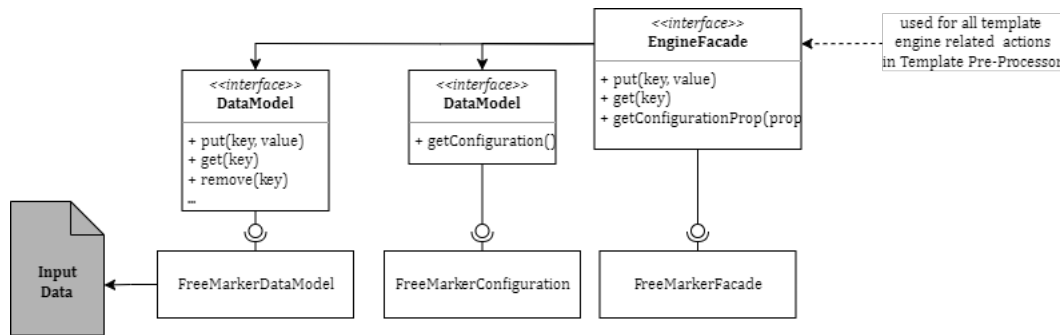 <<interface>>
EngineFacade
+ put(key, value)
+ get(key)
+ getConfigurationProp(prop
used for all template
engine related actions
in Template Pre-Processor
<<interface>>
DataModel
+ put(key, value)
+ get(key)
+ remove(key)
...
<<interface>>
DataModel
+ getConfiguration()
Input
Data
FreeMarkerDataModel
FreeMarkerConfiguration
FreeMarkerFacade